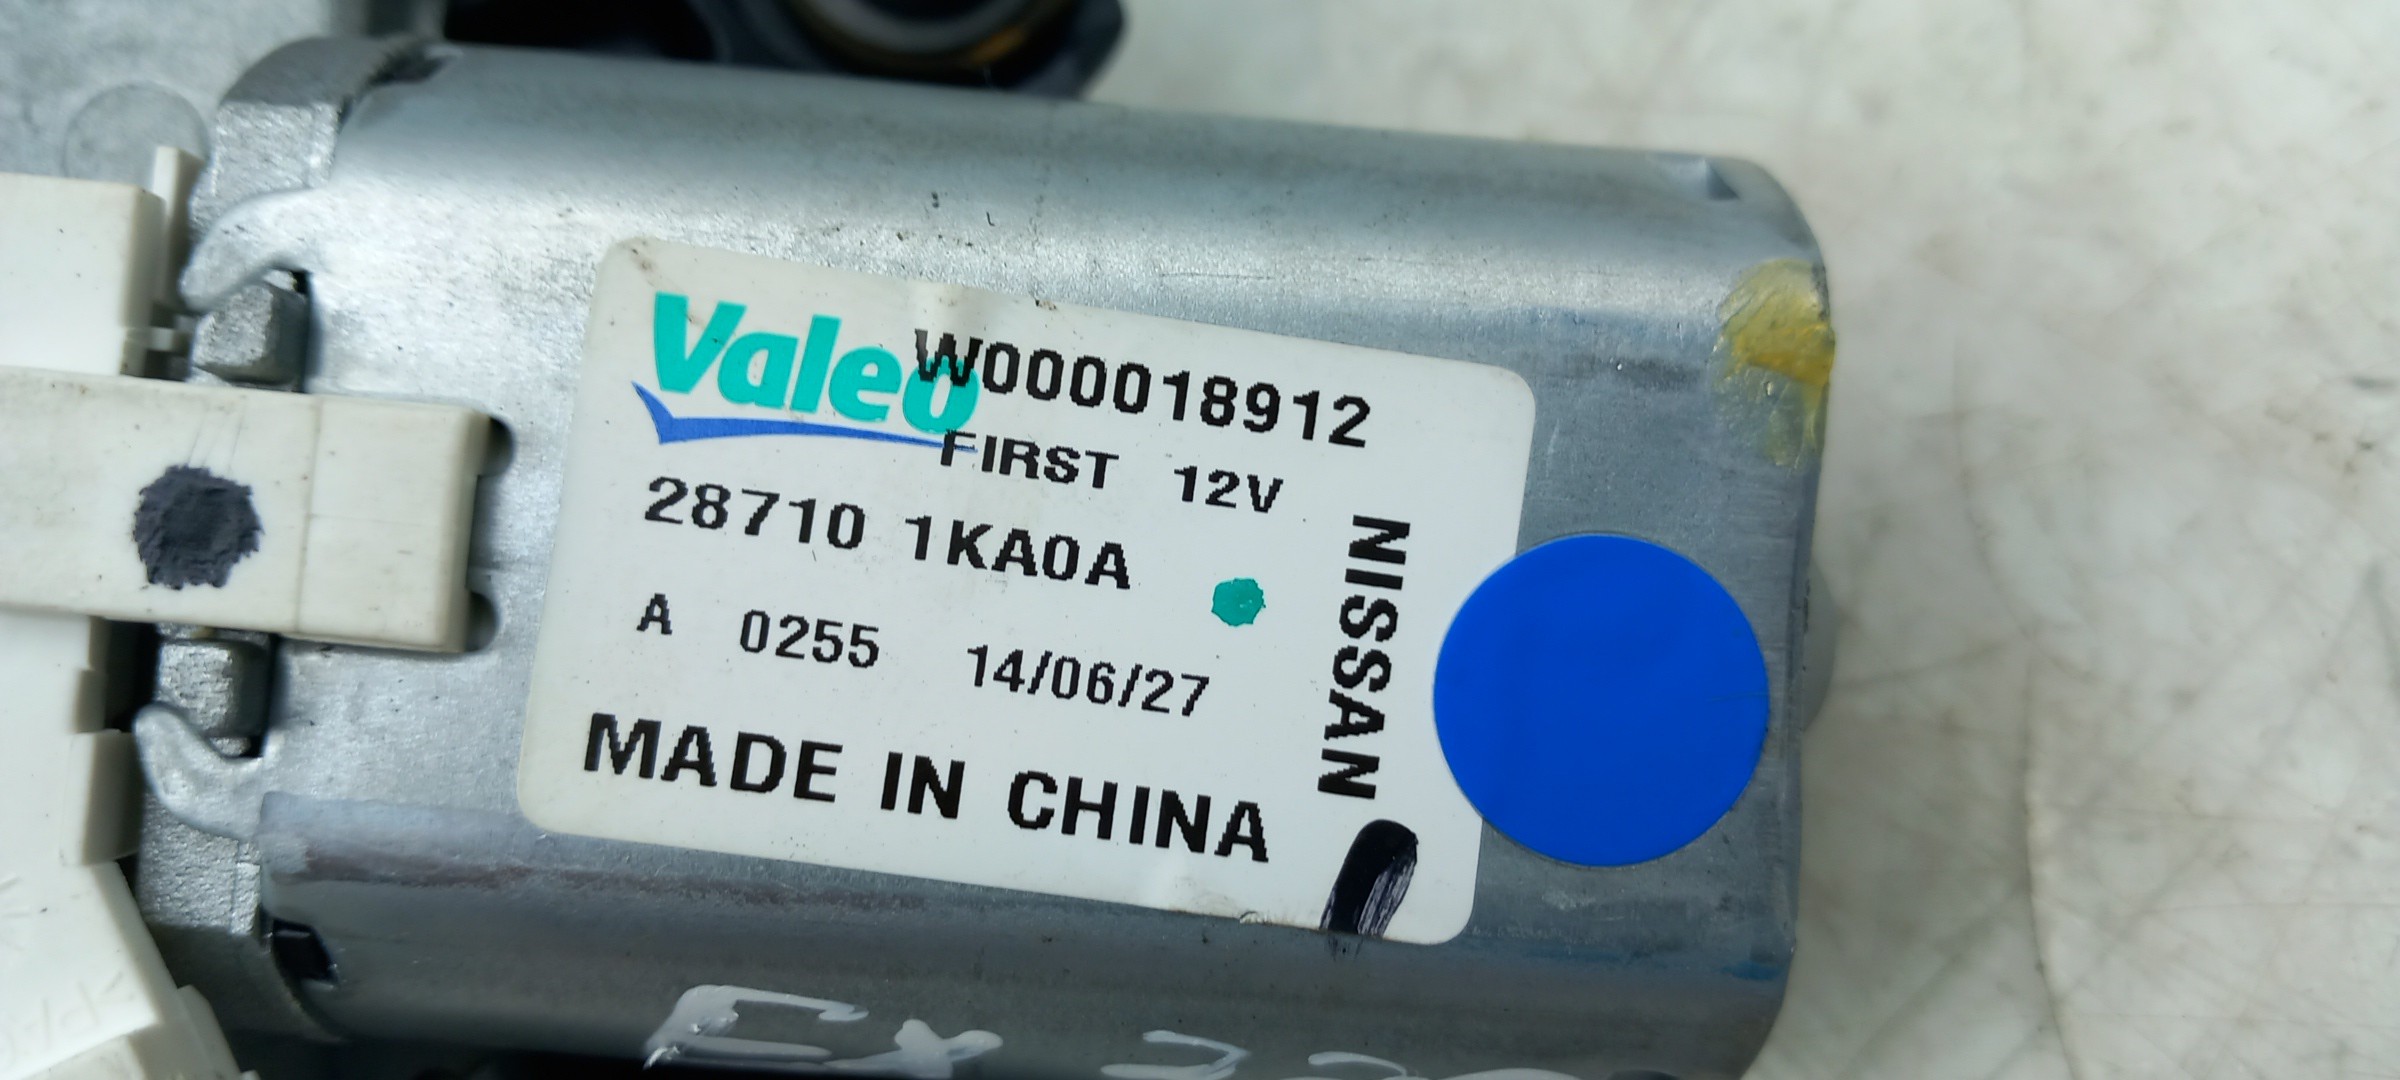 Valeo
W000018912
FIRST 12V
28710 1KA0A
A 0255 14/06/27
MADE IN CHINA
NISSAN